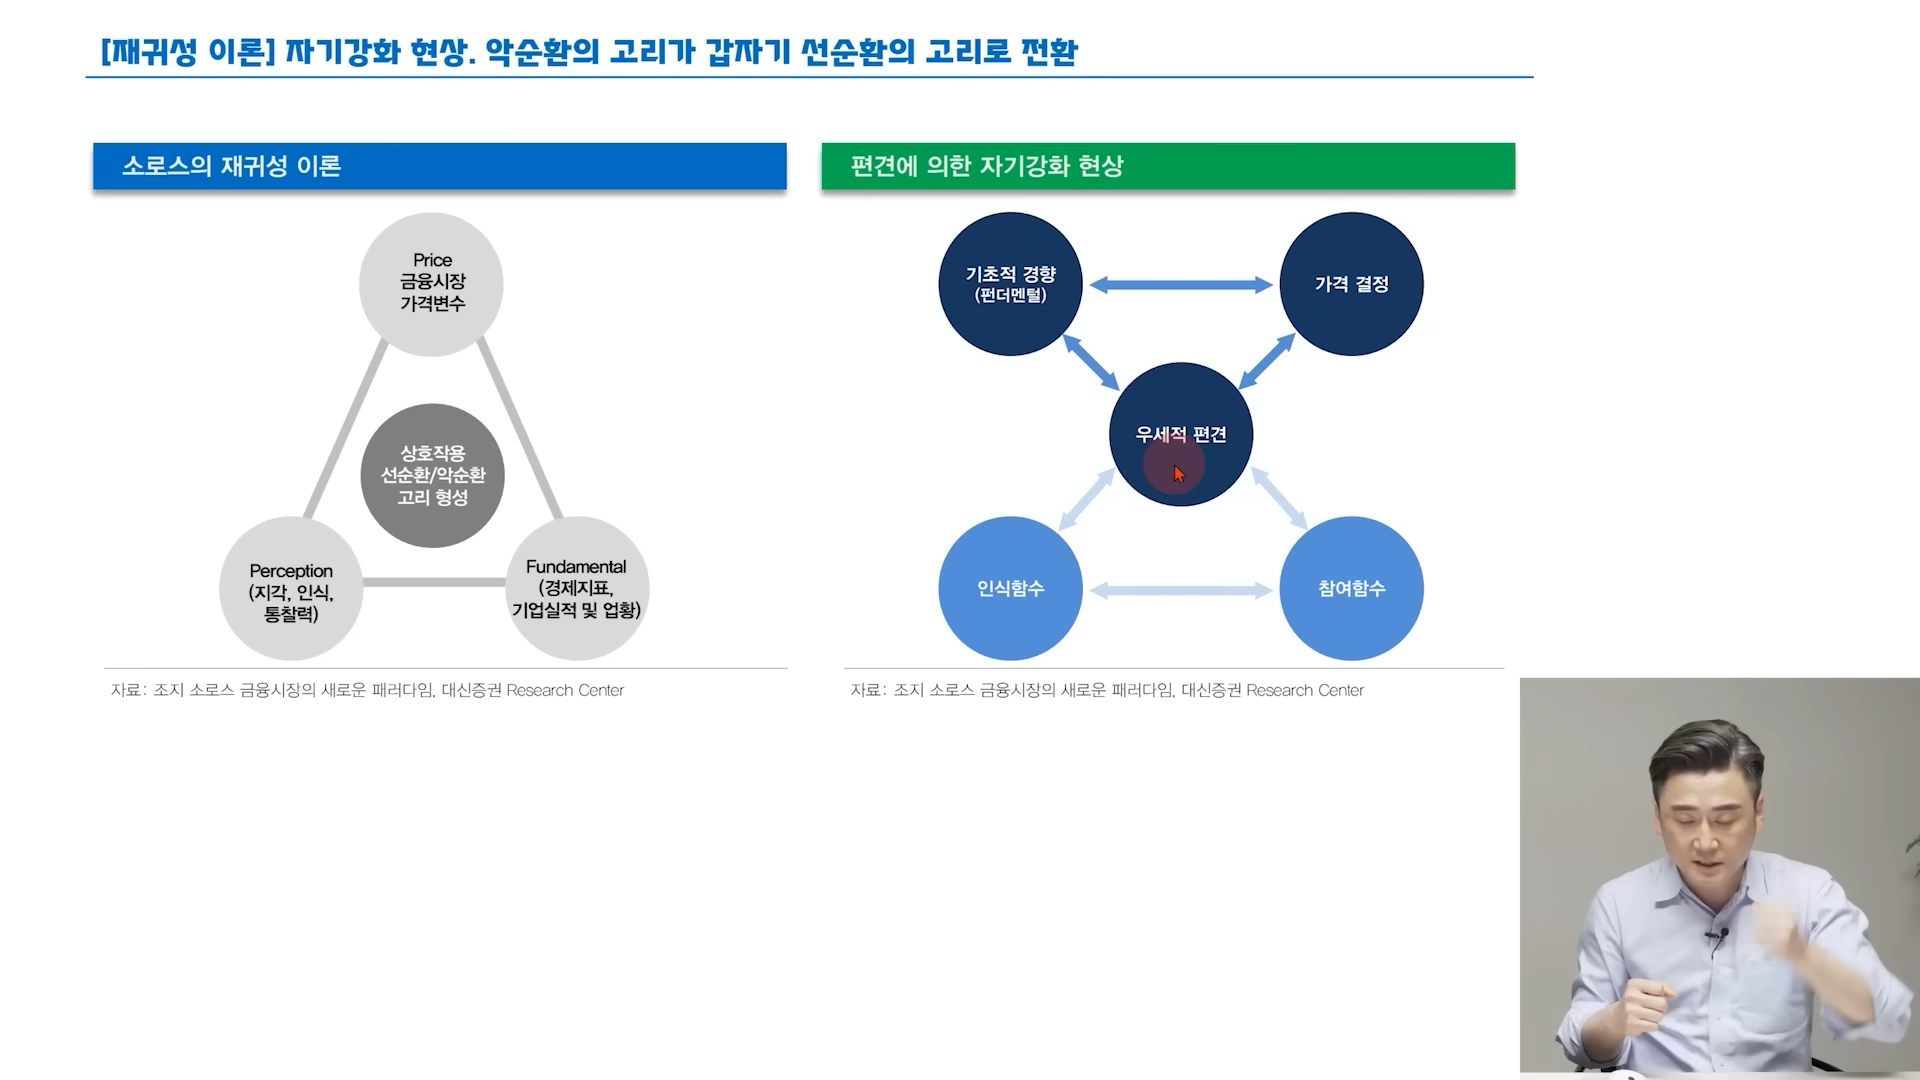 [재귀성 이론] 자기강화 현상. 악순환의 고리가 갑자기 선순환의 고리로 전환
소로스의 재귀성 이론
Price
금융시장
가격변수
상호작용
선순환/악순환
고리 형성
Perception
(지각, 인식,
통찰력)
Fundamental
(경제지표,
기업실적 및 업황)
자료: 조지 소로스 금융시장의 새로운 패러다임, 대신증권 Research Center
편견에 의한 자기강화 현상
기초적 경향
(펀더멘털)
가격 결정
우세적 편견
인식함수
참여함수
자료: 조지 소로스 금융시장의 새로운 패러다임, 대신증권 Research Center